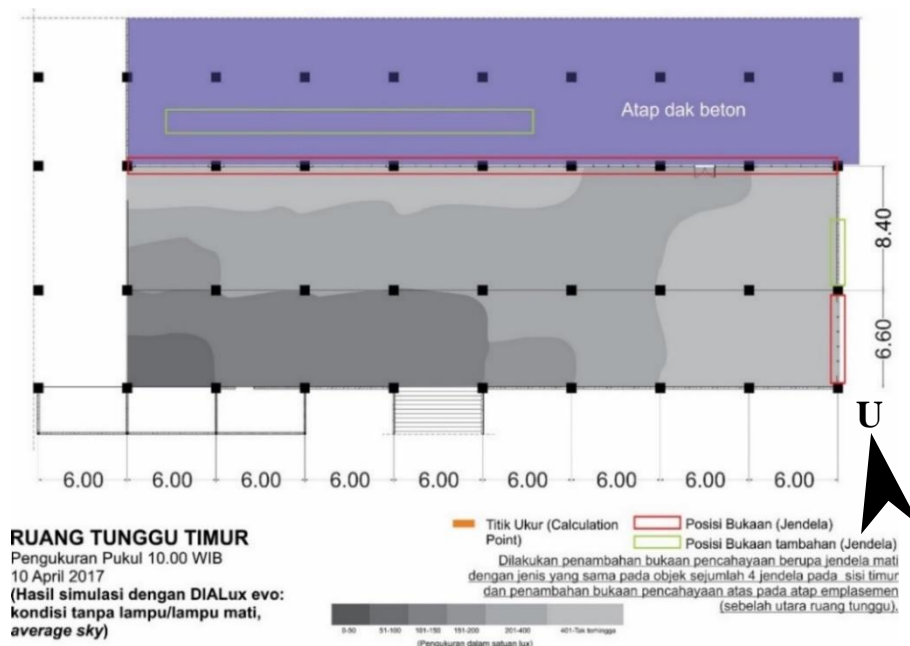 Atap dak beton
8.40
6.60
U
6.00 6.00 6.00 6.00 6.00 6.00 6.00 6.00 6.00
RUANG TUNGGU TIMUR
Pengukuran Pukul 10.00 WIB
10 April 2017
(Hasil simulasi dengan DIALux evo:
kondisi tanpa lampu/lampu mati,
average sky)
Titik Ukur (Calculation
Point)
Posisi Bukaan (Jendela)
Posisi Bukaan tambahan (Jendela)
Dilakukan penambahan bukaan pencahayaan berupa jendela mati
dengan jenis yang sama pada objek sejumlah 4 jendela pada sisi timur
dan penambahan bukaan pencahayaan atas pada atap emplasemen
(sebelah utara ruang tunggu).
0-50 51-100 101-150 151-200 201-400 401-Tak terhingga
(Pengukuran dalam satuan lux)